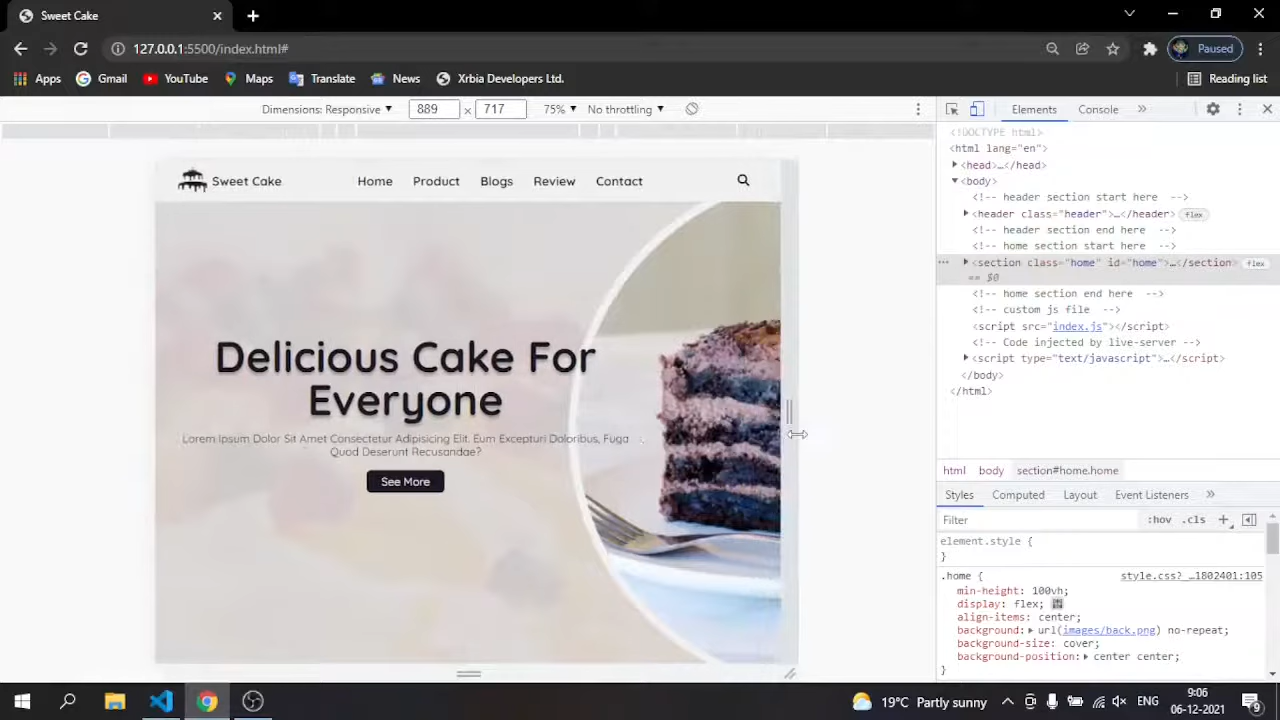 Sweet Cake
127.0.0.1:5500/index.html#
Paused
Apps
Gmail
YouTube
Maps
Translate
News
Xrbia Developers Ltd.
Reading list
Dimensions: Responsive
889
×
717
75%
No throttling
Elements
Console
Sweet Cake
Home
Product
Blogs
Review
Contact
Delicious Cake For
Everyone
Lorem Ipsum Dolor Sit Amet Consectetur Adipisicing Elit. Eum Excepturi Doloribus, Fuga
Quod Deserunt Recusandae?
See More
<!DOCTYPE html>
<html lang="en">
<head>…</head>
<body>
<!-- header section start here -->
<header class="header">…</header> flex
<!-- header section end here -->
<!-- home section start here -->
<section class="home" id="home">…</section> flex
== $0
<!-- home section end here -->
<!-- custom js file -->
<script src="index.js"></script>
<!-- Code injected by live-server -->
<script type="text/javascript">…</script>
</body>
</html>
html body section#home.home
Styles Computed Layout Event Listeners
Filter :hov .cls
element.style {
}
.home { style.css?_…1802401:105
min-height: 100vh;
display: flex;
align-items: center;
background: url(images/back.png) no-repeat;
background-size: cover;
background-position: center center;
}
19°C Partly sunny
ENG
9:06
06-12-2021
9